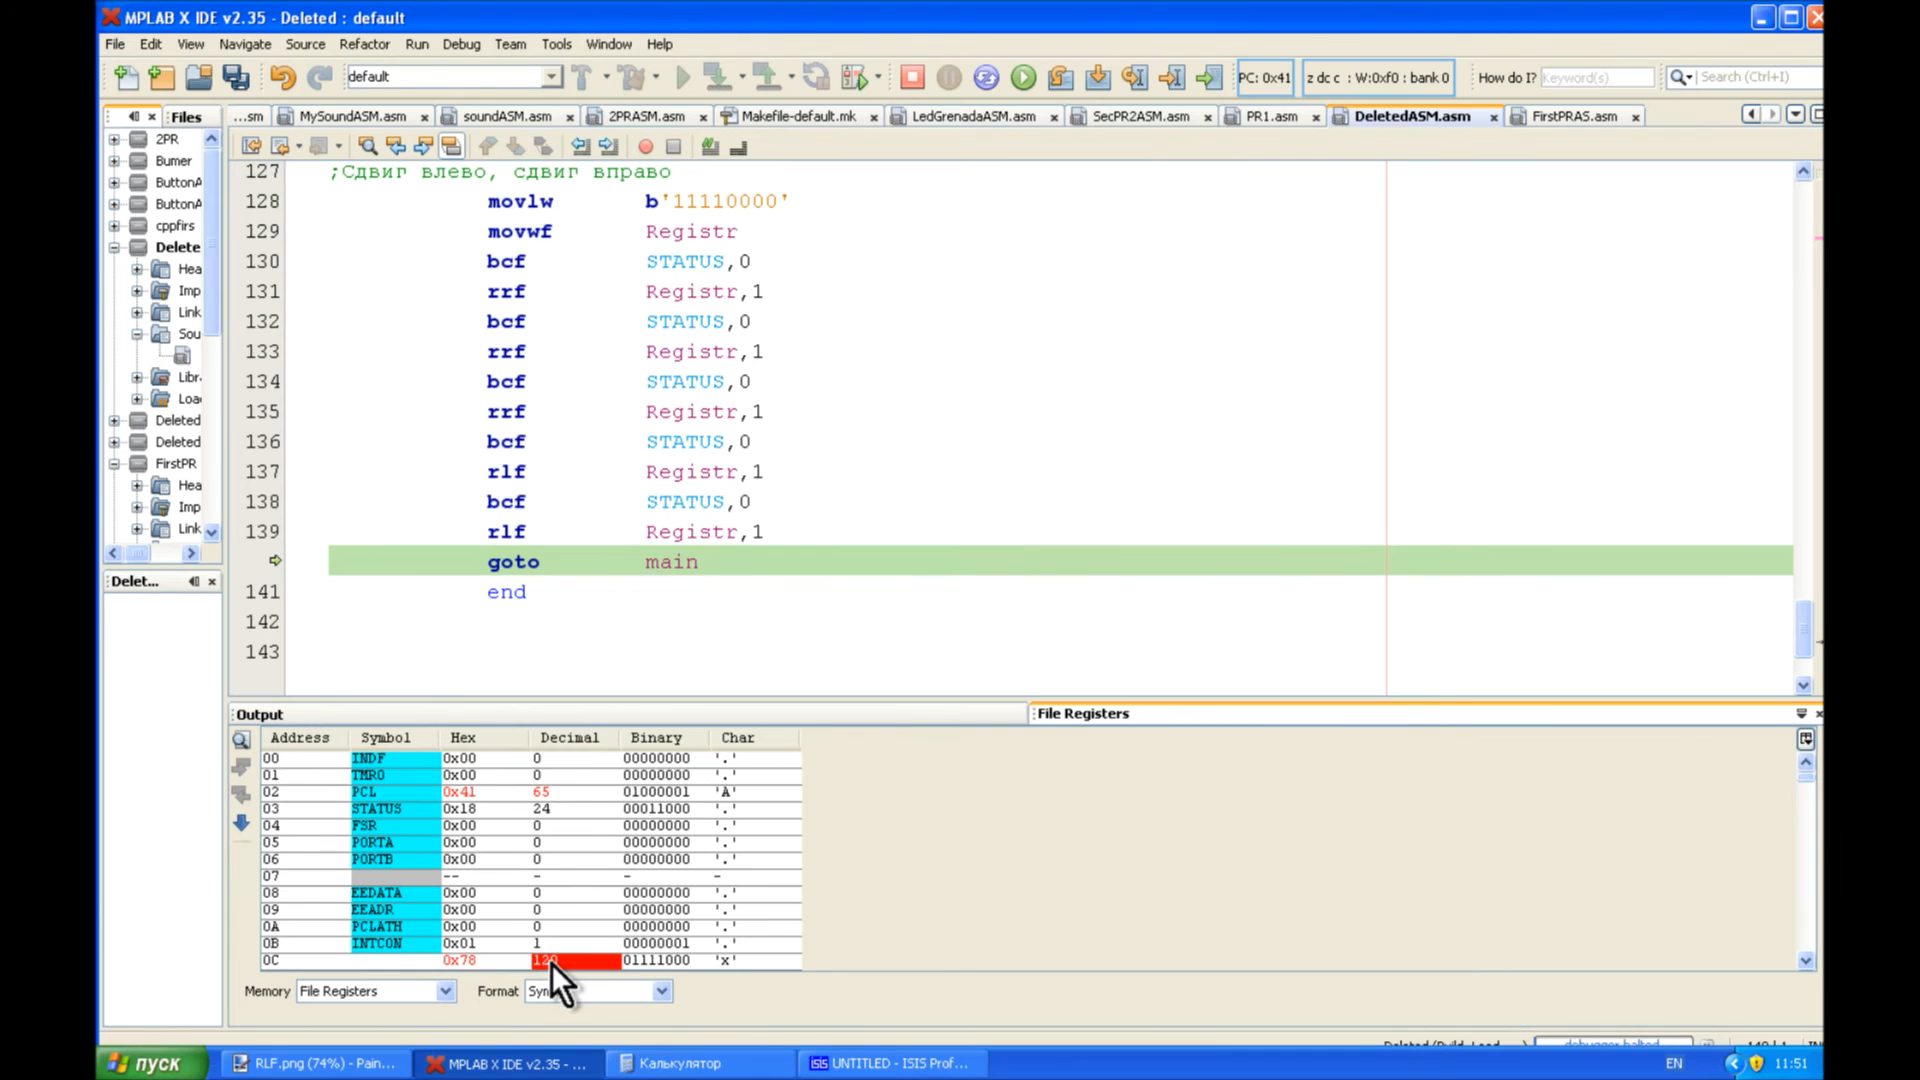 MPLAB X IDE v2.35 - Deleted : default
File Edit View Navigate Source Refactor Run Debug Team Tools Window Help
default PC: 0x41 z dc c : W:0xf0 : bank 0 How do I? Keyword(s) Search (Ctrl+I)
Files ...sm MySoundASM.asm soundASM.asm 2PRASM.asm Makefile-default.mk LedGrenadaASM.asm SecPR2ASM.asm PR1.asm DeletedASM.asm FirstPRAS.asm
2PR
Bumer
ButtonA
ButtonA
cppfirs
Delete
Hea
Imp
Link
Sou
Libr
Loa
Deleted
Deleted
FirstPR
Hea
Imp
Link
Delet...
127 ;Сдвиг влево, сдвиг вправо
128 movlw b'11110000'
129 movwf Registr
130 bcf STATUS,0
131 rrf Registr,1
132 bcf STATUS,0
133 rrf Registr,1
134 bcf STATUS,0
135 rrf Registr,1
136 bcf STATUS,0
137 rlf Registr,1
138 bcf STATUS,0
139 rlf Registr,1
goto main
141 end
142
143
Output File Registers
Address Symbol Hex Decimal Binary Char
00 INDF 0x00 0 00000000 '.'
01 TMR0 0x00 0 00000000 '.'
02 PCL 0x41 65 01000001 'A'
03 STATUS 0x18 24 00011000 '.'
04 FSR 0x00 0 00000000 '.'
05 PORTA 0x00 0 00000000 '.'
06 PORTB 0x00 0 00000000 '.'
07 -- - - -
08 EEDATA 0x00 0 00000000 '.'
09 EEADR 0x00 0 00000000 '.'
0A PCLATH 0x00 0 00000000 '.'
0B INTCON 0x01 1 00000001 '.'
0C 0x78 120 01111000 'x'
Memory File Registers Format
debugger halted
пуск RLF.png (74%) - Pain... MPLAB X IDE v2.35 - ... Калькулятор UNTITLED - ISIS Prof... EN 11:51